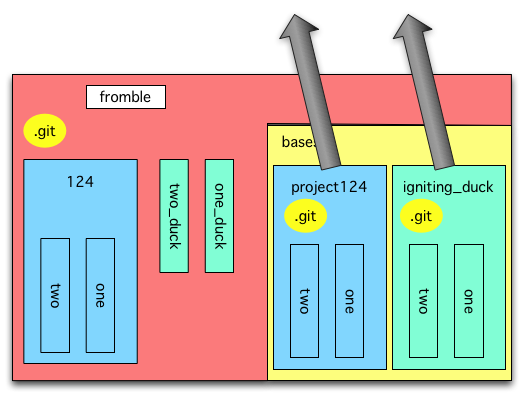 fromble
.git
124
two
one
two_duck
one_duck
bases
project124
.git
two
one
igniting_duck
.git
two
one